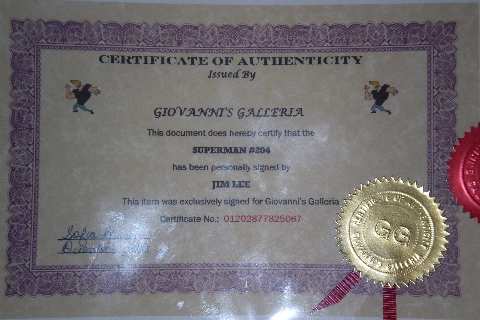 CERTIFICATE OF AUTHENTICITY
Issued By
GIOVANNI'S GALLERIA
This document does hereby certify that the
SUPERMAN #204
has been personally signed by
JIM LEE
This item was exclusively signed for Giovanni's Galleria
Certificate No.: 01202877825067
GG